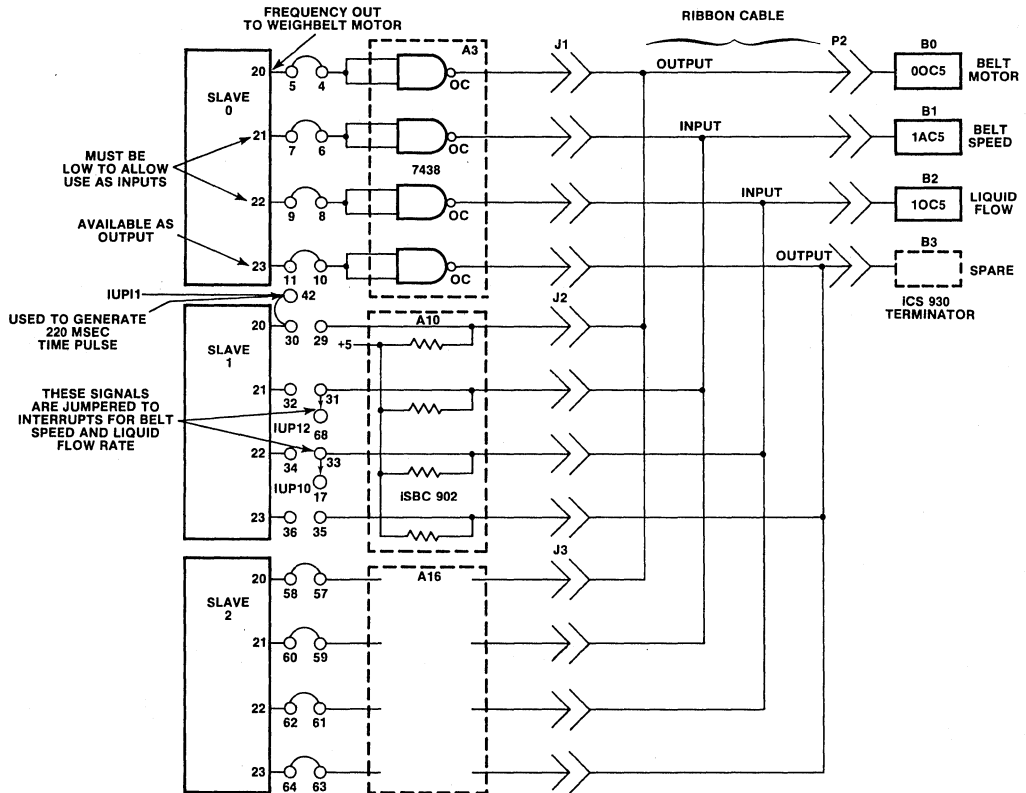 FREQUENCY OUT
TO WEIGHBELT MOTOR
RIBBON CABLE
A3
J1
P2
B0
20
5
4
OC
OUTPUT
0OC5
BELT
MOTOR
SLAVE
0
B1
21
7
6
OC
INPUT
1AC5
BELT
SPEED
MUST BE
LOW TO ALLOW
USE AS INPUTS
7438
B2
22
9
8
OC
INPUT
1OC5
LIQUID
FLOW
AVAILABLE AS
OUTPUT
B3
23
11
10
OC
OUTPUT
SPARE
IUPI1
42
ICS 930
TERMINATOR
USED TO GENERATE
220 MSEC
TIME PULSE
J2
A10
20
30
29
+5
SLAVE
1
21
32
31
THESE SIGNALS
ARE JUMPERED TO
INTERRUPTS FOR BELT
SPEED AND LIQUID
FLOW RATE
IUP12
68
22
34
33
IUP10
17
iSBC 902
23
36
35
J3
A16
20
58
57
SLAVE
2
21
60
59
22
62
61
23
64
63